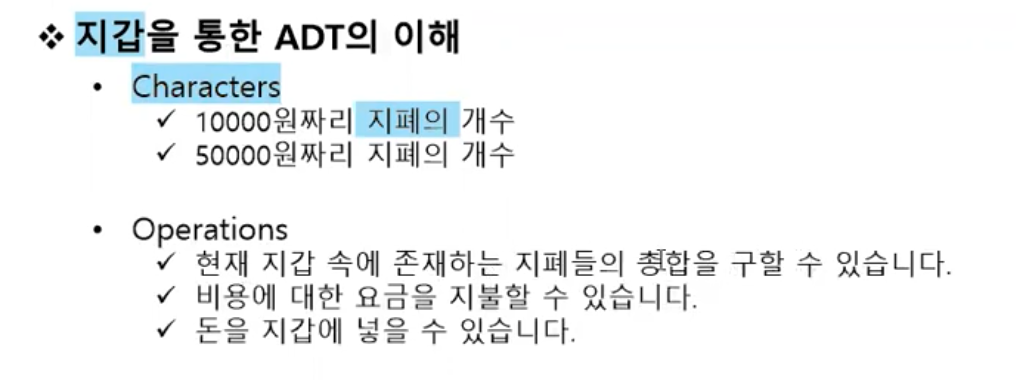 ❖ 지갑을 통한 ADT의 이해
• Characters
✓ 10000원짜리 지폐의 개수
✓ 50000원짜리 지폐의 개수
• Operations
✓ 현재 지갑 속에 존재하는 지폐들의 총합을 구할 수 있습니다.
✓ 비용에 대한 요금을 지불할 수 있습니다.
✓ 돈을 지갑에 넣을 수 있습니다.